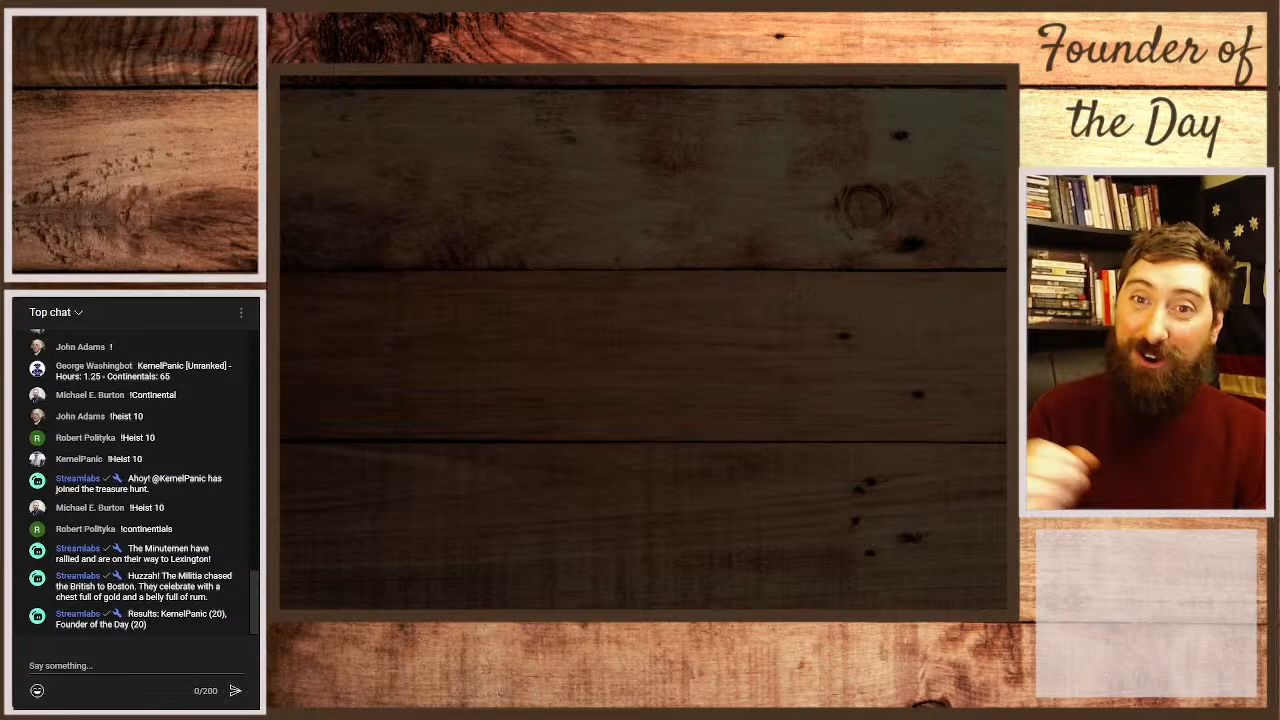 Founder of
the Day
Top chat
John Adams !
George Washingbot KernelPanic [Unranked] -
Hours: 1.25 - Continentals: 65
Michael E. Burton !Continental
John Adams !heist 10
Robert Polityka !Heist 10
KernelPanic !Heist 10
Streamlabs Ahoy! @KernelPanic has
joined the treasure hunt.
Michael E. Burton !Heist 10
Robert Polityka !continentials
Streamlabs The Minutemen have
rallied and are on their way to Lexington!
Streamlabs Huzzah! The Militia chased
the British to Boston. They celebrate with a
chest full of gold and a belly full of rum.
Streamlabs Results: KernelPanic (20),
Founder of the Day (20)
Say something...
0/200